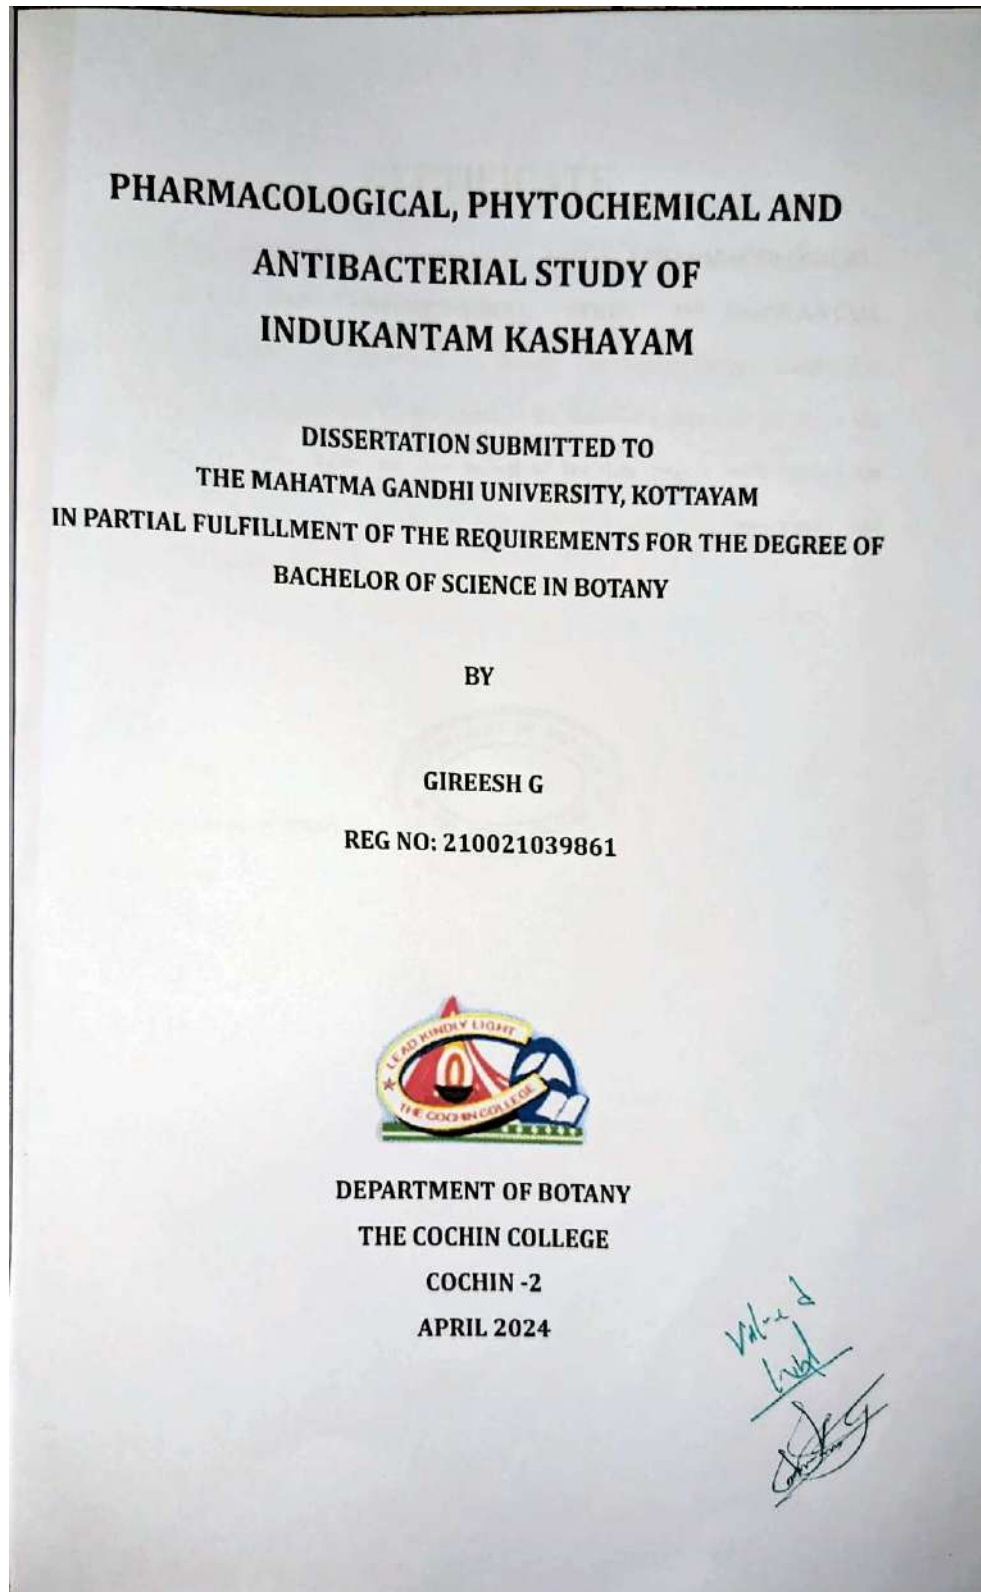 PHARMACOLOGICAL, PHYTOCHEMICAL AND
ANTIBACTERIAL STUDY OF
INDUKANTAM KASHAYAM
DISSERTATION SUBMITTED TO
THE MAHATMA GANDHI UNIVERSITY, KOTTAYAM
IN PARTIAL FULFILLMENT OF THE REQUIREMENTS FOR THE DEGREE OF
BACHELOR OF SCIENCE IN BOTANY
BY
GIREESH G
REG NO: 210021039861
LEAD KINDLY LIGHT
THE COCHIN COLLEGE
DEPARTMENT OF BOTANY
THE COCHIN COLLEGE
COCHIN -2
APRIL 2024
Valued